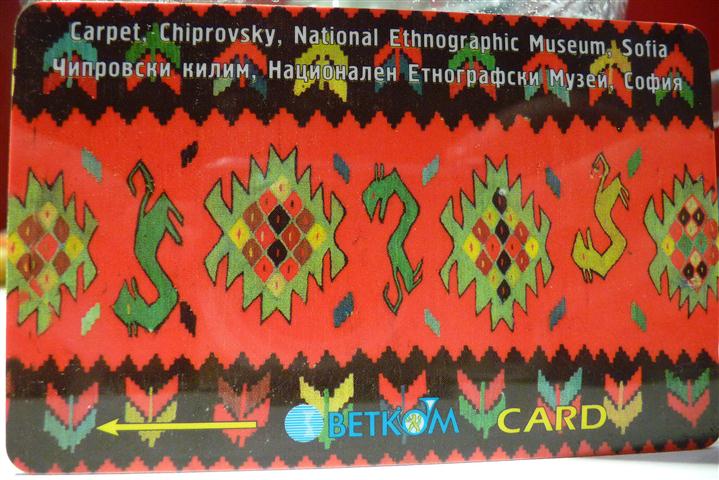 Carpet, Chiprovsky, National Ethnographic Museum, Sofia
Чипровски килим, Национален Етнографски Музей, София
BETKOM CARD